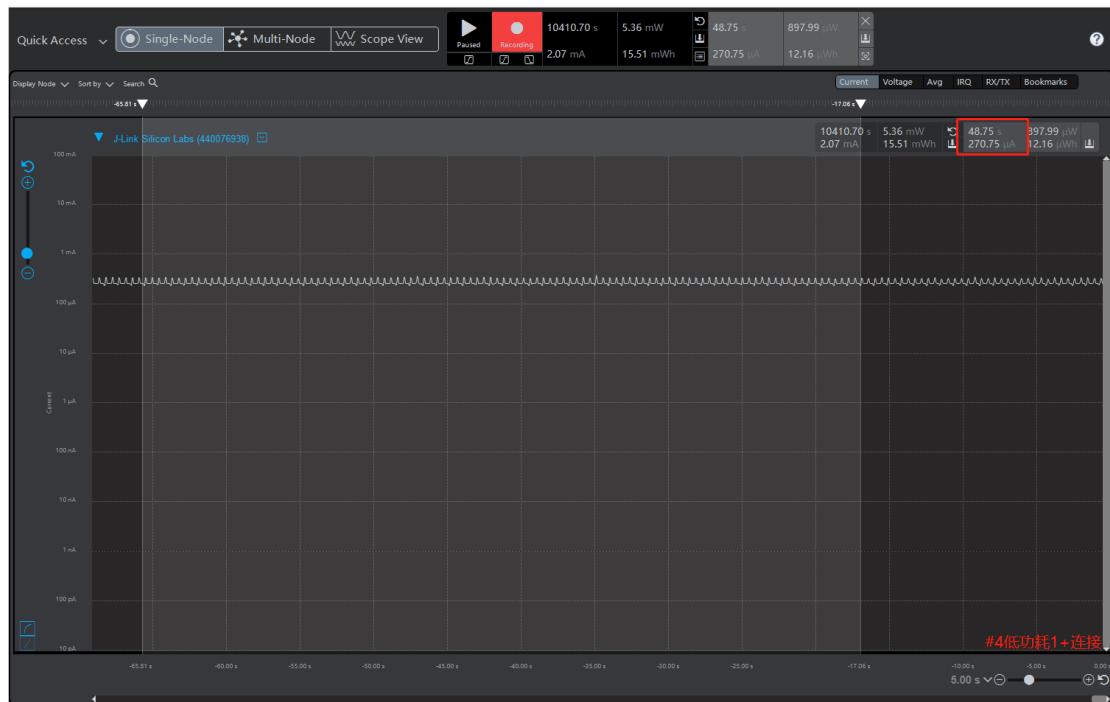 Quick Access Single-Node Multi-Node Scope View
Paused Recording
10410.70 s 5.36 mW 48.75 s 897.99 µW
2.07 mA 15.51 mWh 270.75 µA 12.16 µWh
Display Node Sort by Search Current Voltage Avg IRQ RX/TX Bookmarks
-65.81 s -17.06 s
J-Link Silicon Labs (440076938)
10410.70 s 5.36 mW 48.75 s 897.99 µW
2.07 mA 15.51 mWh 270.75 µA 12.16 µWh
100 mA
10 mA
1 mA
100 µA
10 µA
1 µA
Current
100 nA
10 nA
1 nA
100 pA
10 pA
#4低功耗1+连接
-65.81 s -60.00 s -55.00 s -50.00 s -45.00 s -40.00 s -35.00 s -30.00 s -25.00 s -17.06 s -10.00 s -5.00 s 0.00
5.00 s